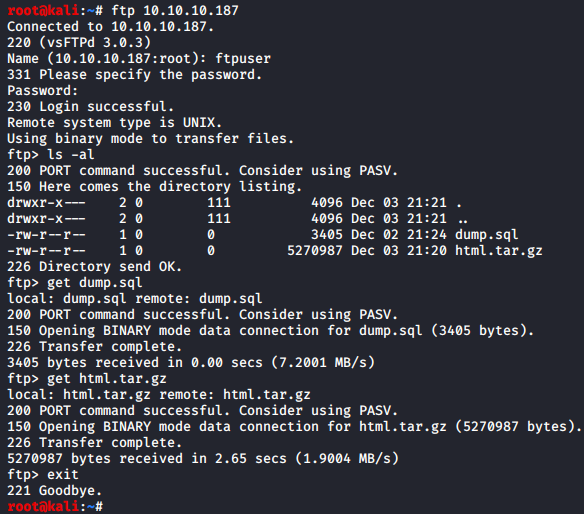 root@kali:~# ftp 10.10.10.187
Connected to 10.10.10.187.
220 (vsFTPd 3.0.3)
Name (10.10.10.187:root): ftpuser
331 Please specify the password.
Password:
230 Login successful.
Remote system type is UNIX.
Using binary mode to transfer files.
ftp> ls -al
200 PORT command successful. Consider using PASV.
150 Here comes the directory listing.
drwxr-x---    2 0        111          4096 Dec 03 21:21 .
drwxr-x---    2 0        111          4096 Dec 03 21:21 ..
-rw-r--r--    1 0        0            3405 Dec 02 21:24 dump.sql
-rw-r--r--    1 0        0         5270987 Dec 03 21:20 html.tar.gz
226 Directory send OK.
ftp> get dump.sql
local: dump.sql remote: dump.sql
200 PORT command successful. Consider using PASV.
150 Opening BINARY mode data connection for dump.sql (3405 bytes).
226 Transfer complete.
3405 bytes received in 0.00 secs (7.2001 MB/s)
ftp> get html.tar.gz
local: html.tar.gz remote: html.tar.gz
200 PORT command successful. Consider using PASV.
150 Opening BINARY mode data connection for html.tar.gz (5270987 bytes).
226 Transfer complete.
5270987 bytes received in 2.65 secs (1.9004 MB/s)
ftp> exit
221 Goodbye.
root@kali:~#